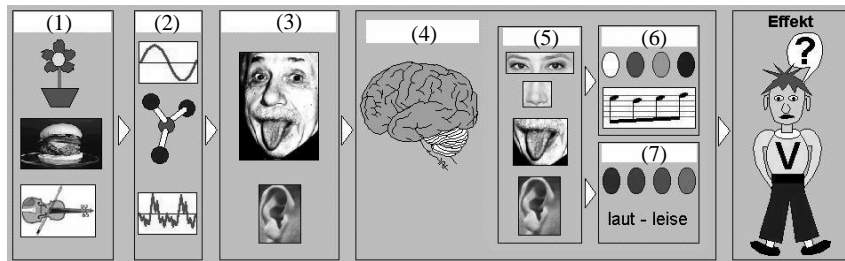 (1)
(2)
(3)
(4)
(5)
(6)
(7)
laut - leise
Effekt
?
V